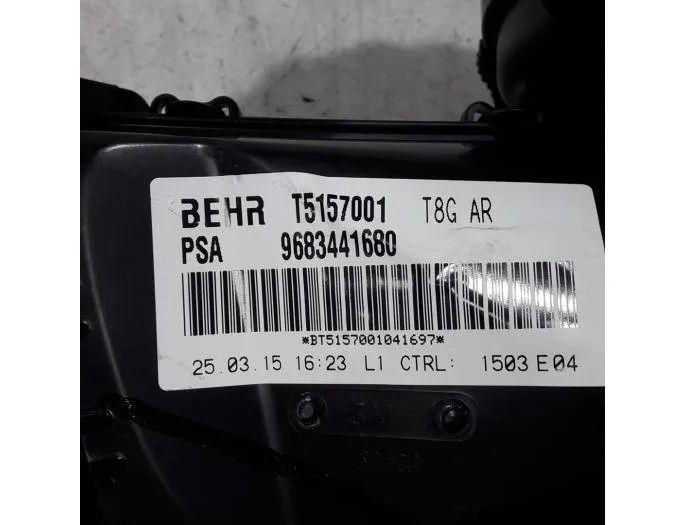 BEHR T5157001 T8G AR
PSA 9683441680
*BT5157001041697*
25.03.15 16:23 L1 CTRL: 1503 E04